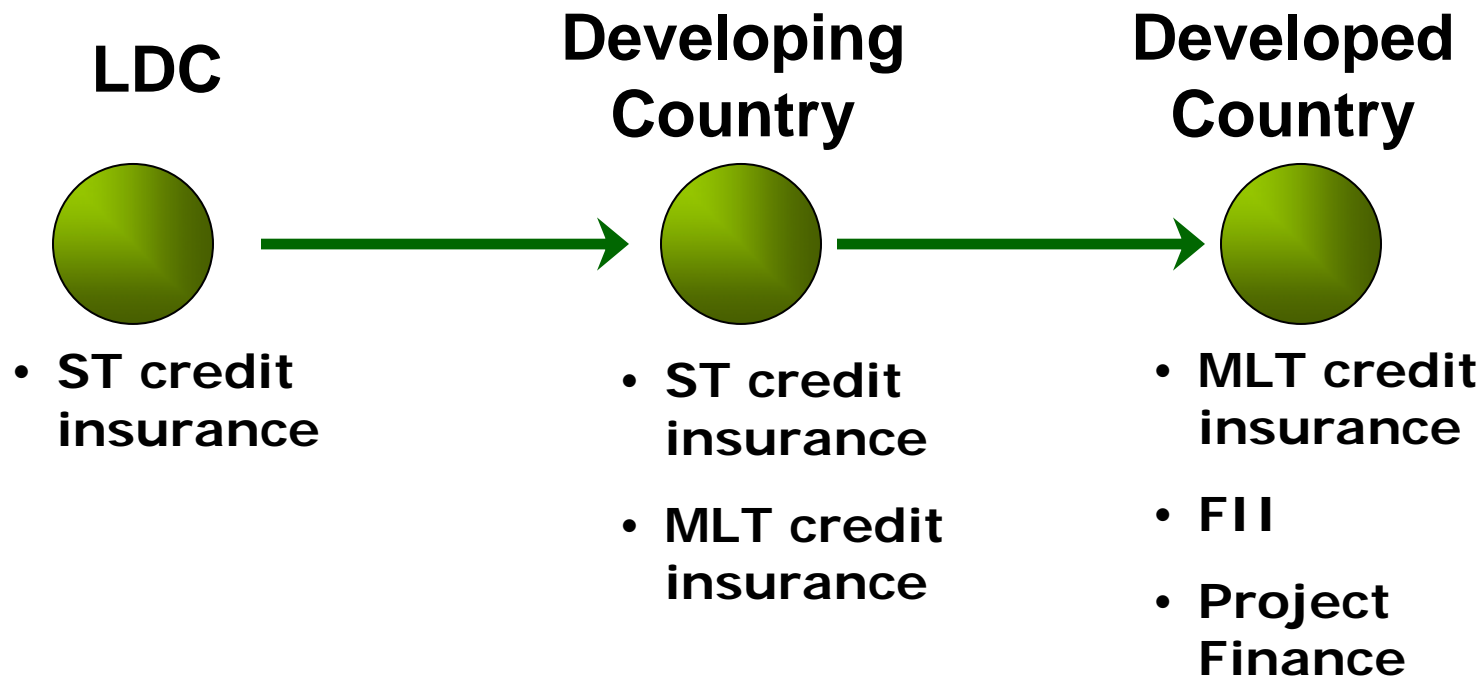 LDC
Developing
Country
Developed
Country
• ST credit
insurance
• ST credit
insurance
• MLT credit
insurance
• MLT credit
insurance
• FII
• Project
Finance